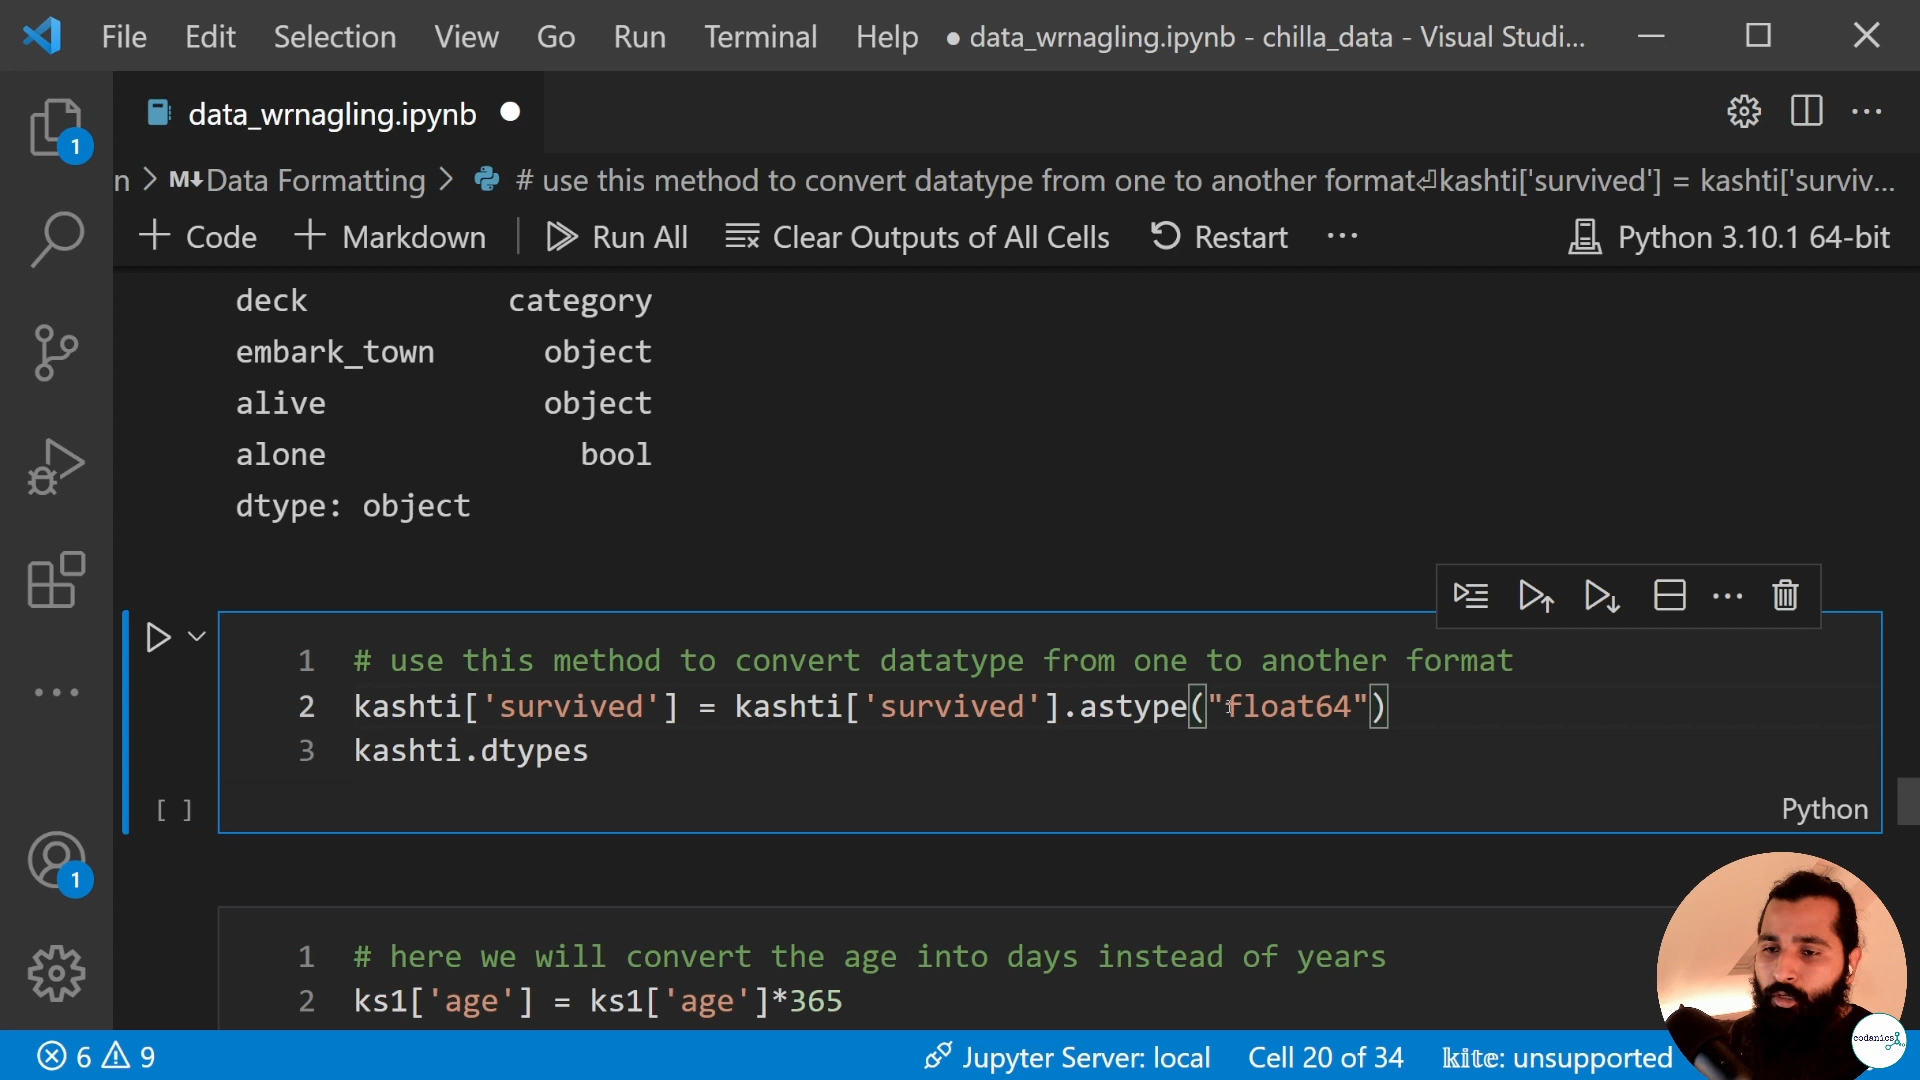 File Edit Selection View Go Run Terminal Help ● data_wrnagling.ipynb - chilla_data - Visual Studi...
data_wrnagling.ipynb
1
n > M↓Data Formatting > # use this method to convert datatype from one to another format⏎kashti['survived'] = kashti['surviv...
+ Code + Markdown Run All Clear Outputs of All Cells Restart ... Python 3.10.1 64-bit
deck category
embark_town object
alive object
alone bool
dtype: object
1 # use this method to convert datatype from one to another format
2 kashti['survived'] = kashti['survived'].astype("float64")
3 kashti.dtypes
[ ] Python
1
1 # here we will convert the age into days instead of years
2 ks1['age'] = ks1['age']*365
codanics
6 9 Jupyter Server: local Cell 20 of 34 kite: unsupported